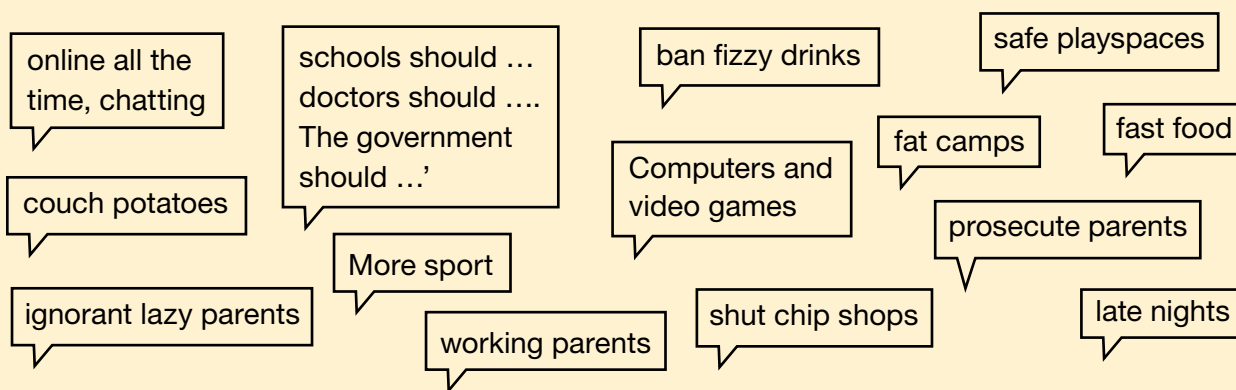 online all the
time, chatting
schools should …
doctors should ….
The government
should …’
ban fizzy drinks
safe playspaces
fat camps
fast food
couch potatoes
Computers and
video games
prosecute parents
More sport
ignorant lazy parents
working parents
shut chip shops
late nights